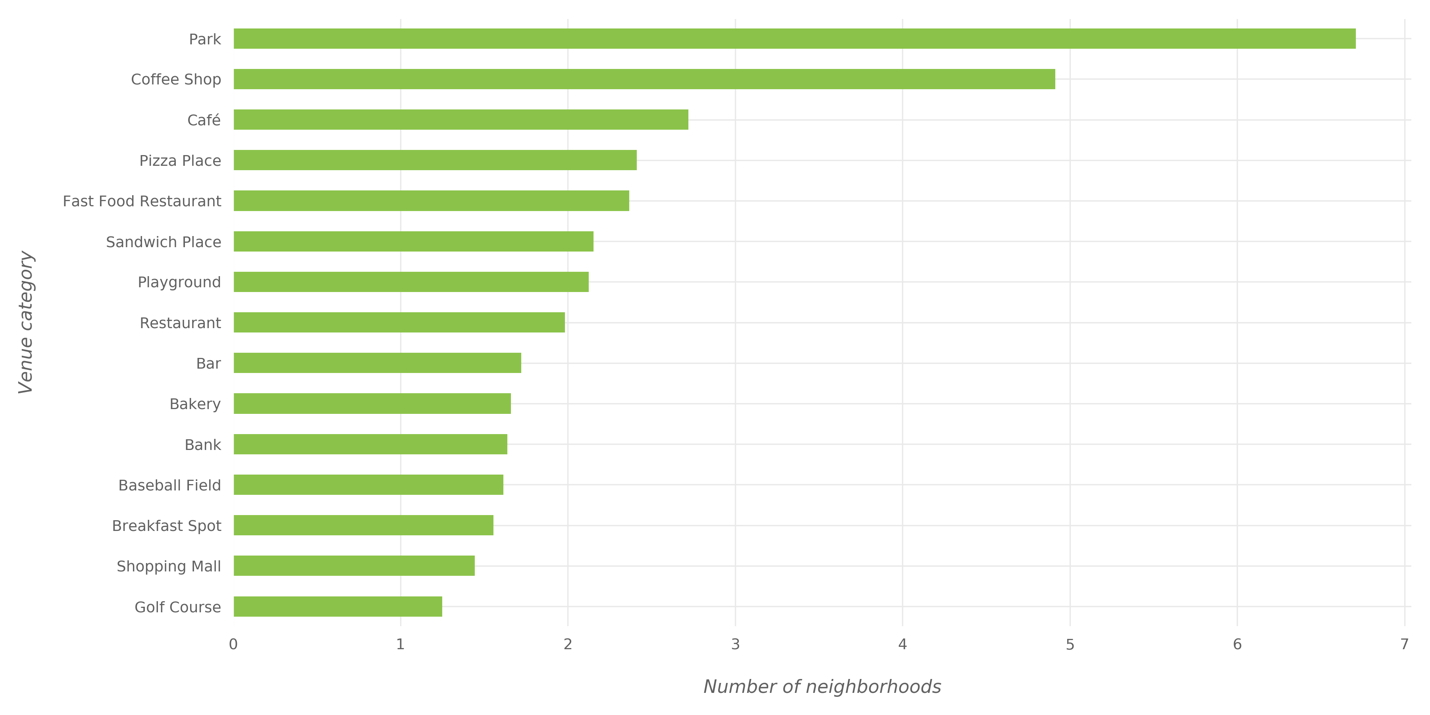 Park
Coffee Shop
Café
Pizza Place
Fast Food Restaurant
Sandwich Place
Playground
Restaurant
Bar
Bakery
Bank
Baseball Field
Breakfast Spot
Shopping Mall
Golf Course
Venue category
0 1 2 3 4 5 6 7
Number of neighborhoods